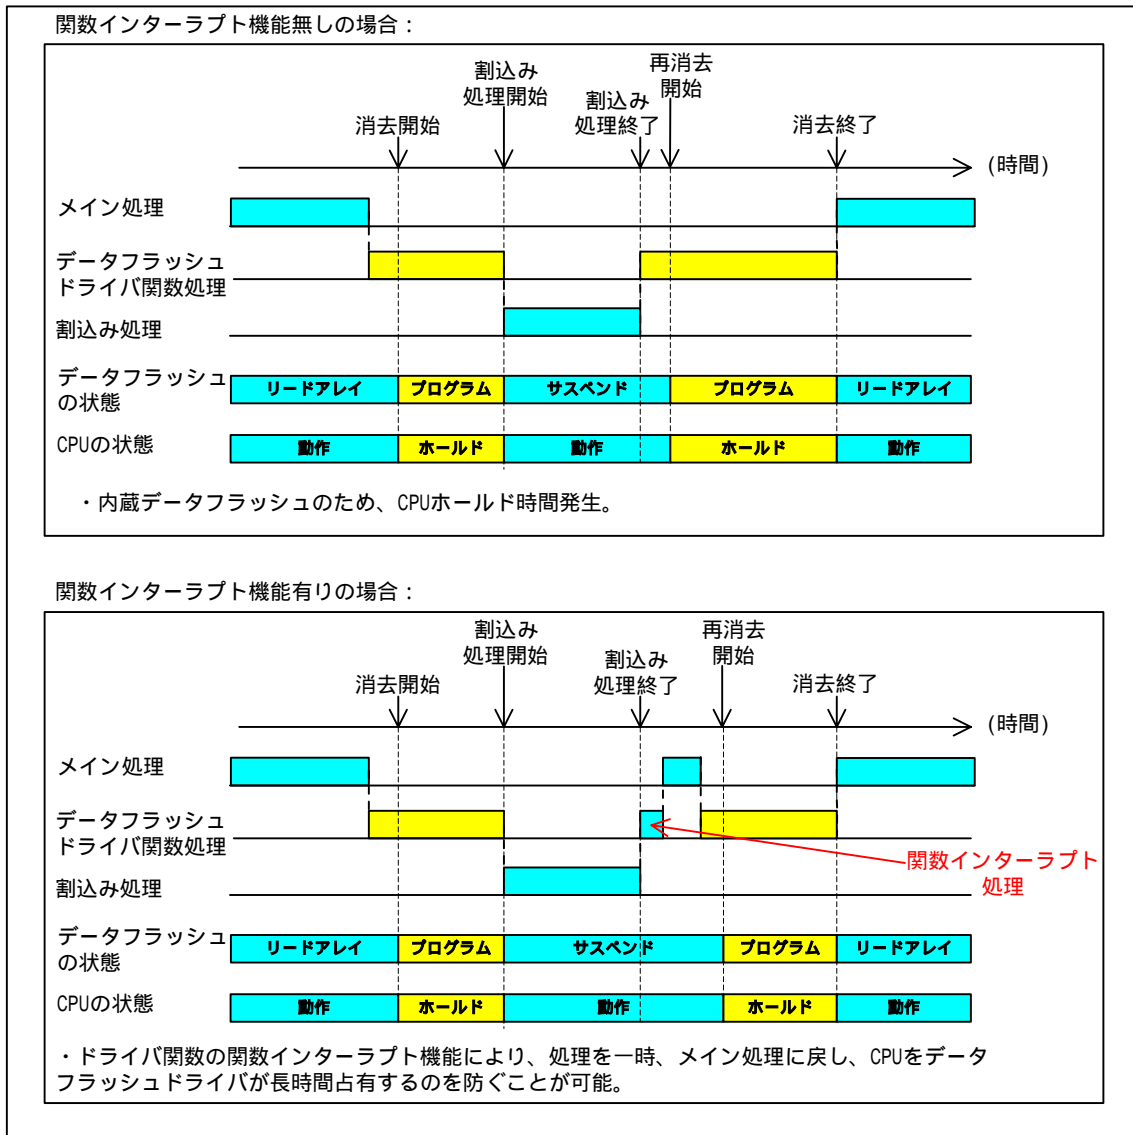 関数インターラプト機能無しの場合：
割込み
処理開始
再消去
開始
割込み
処理終了
消去開始
消去終了
(時間)
メイン処理
データフラッシュ
ドライバ関数処理
割込み処理
データフラッシュ
の状態
リードアレイ
プログラム
サスペンド
プログラム
リードアレイ
CPUの状態
動作
ホールド
動作
ホールド
動作
・内蔵データフラッシュのため、CPUホールド時間発生。
関数インターラプト機能有りの場合：
割込み
処理開始
再消去
開始
割込み
処理終了
消去開始
消去終了
(時間)
メイン処理
データフラッシュ
ドライバ関数処理
関数インターラプト
処理
割込み処理
データフラッシュ
の状態
リードアレイ
プログラム
サスペンド
プログラム
リードアレイ
CPUの状態
動作
ホールド
動作
ホールド
動作
・ドライバ関数の関数インターラプト機能により、処理を一時、メイン処理に戻し、CPUをデータ
フラッシュドライバが長時間占有するのを防ぐことが可能。